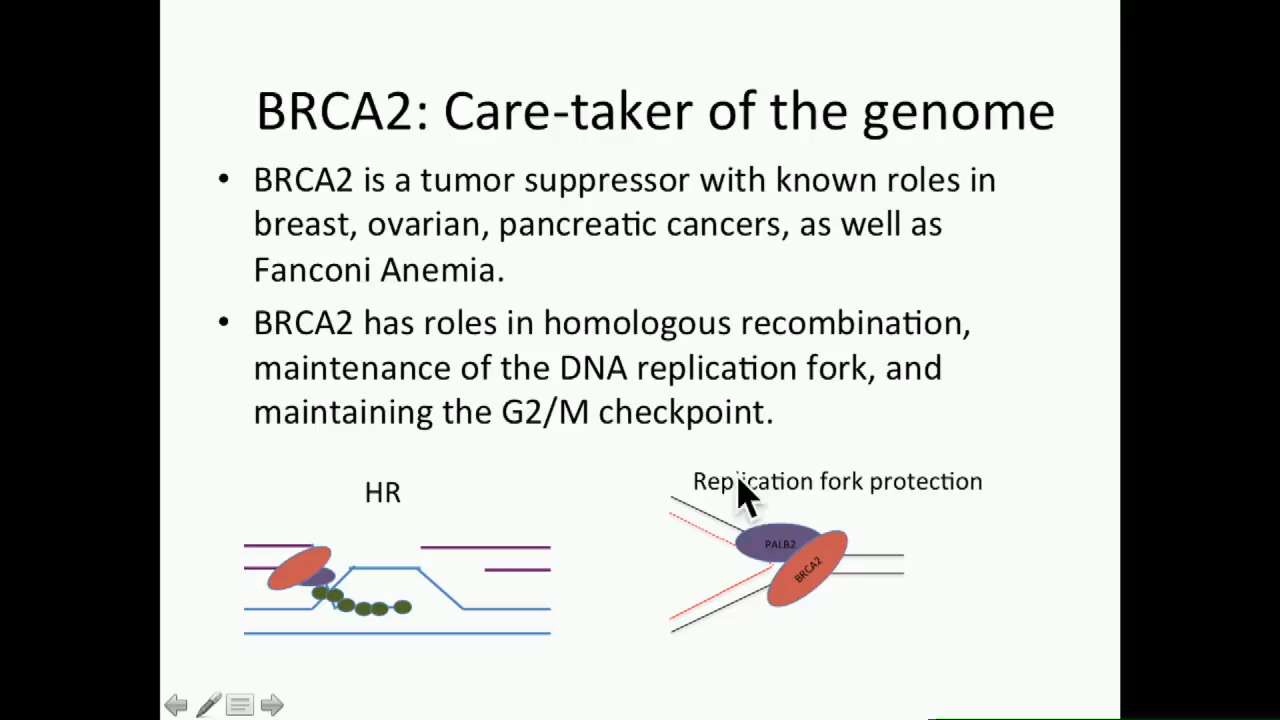 BRCA2: Care-taker of the genome
• BRCA2 is a tumor suppressor with known roles in
breast, ovarian, pancreatic cancers, as well as
Fanconi Anemia.
• BRCA2 has roles in homologous recombination,
maintenance of the DNA replication fork, and
maintaining the G2/M checkpoint.
HR
Replication fork protection
PALB2
BRCA2